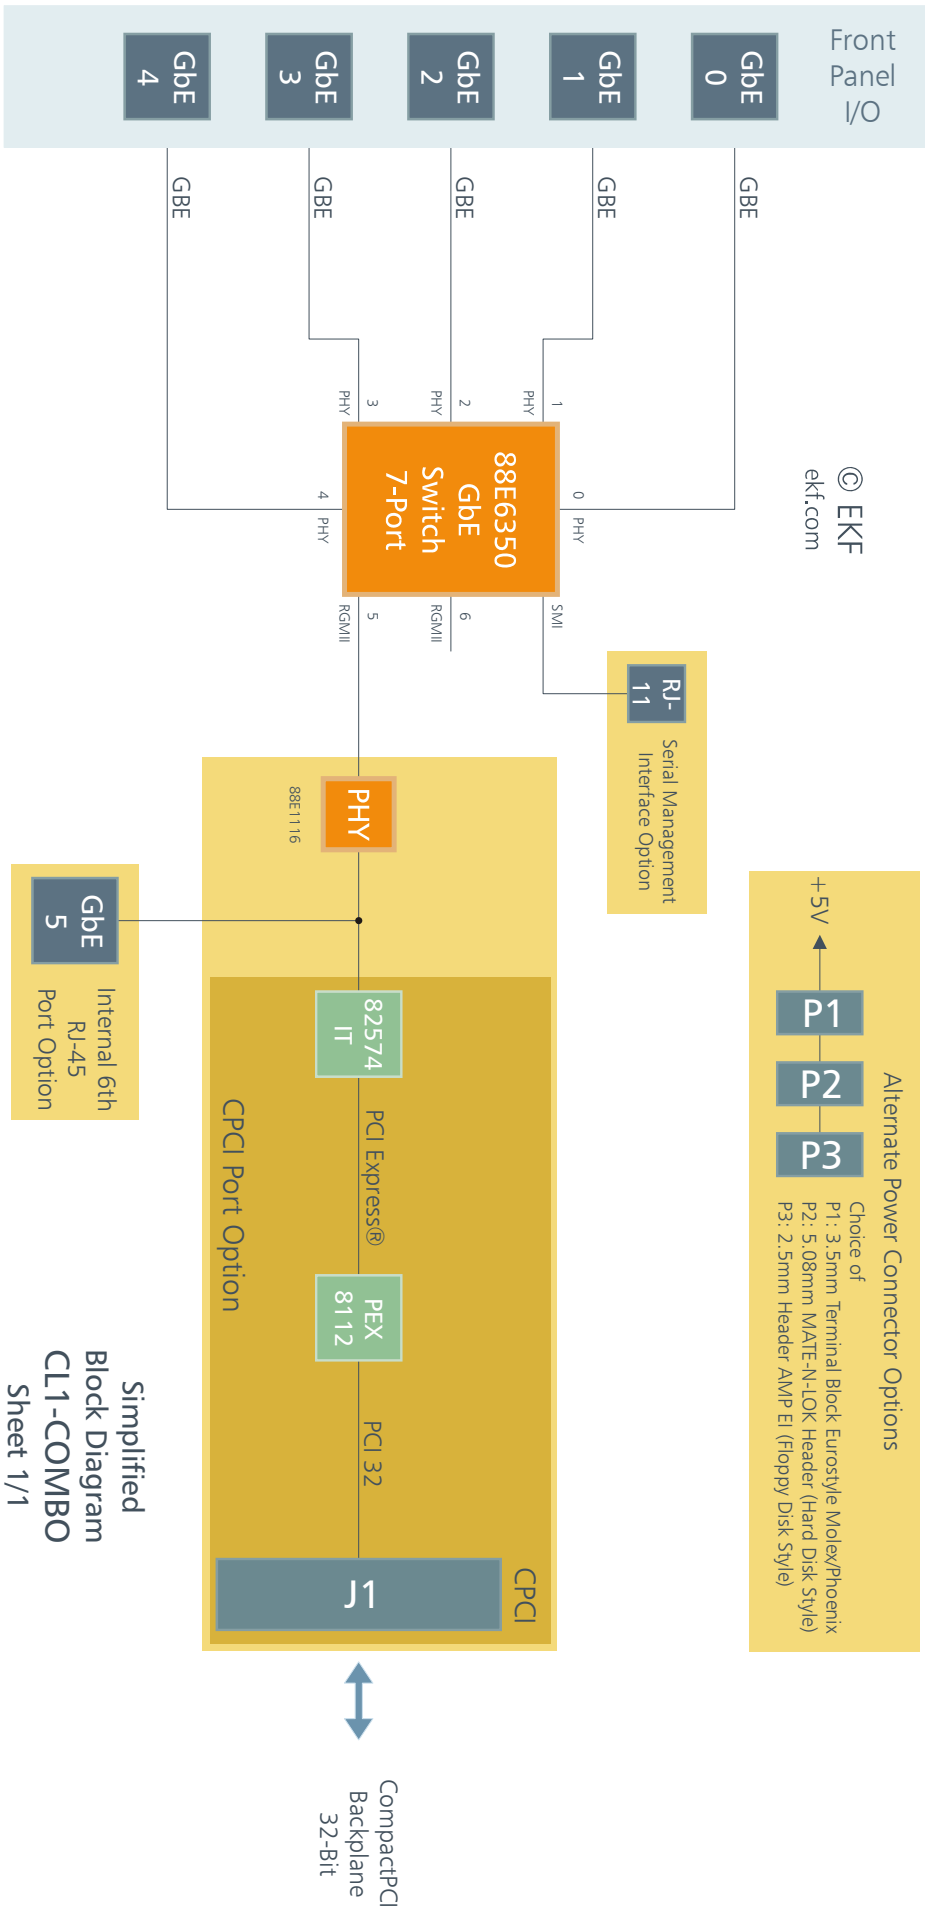 Front
Panel
I/O
GbE
0
GbE
1
GbE
2
GbE
3
GbE
4
GBE
GBE
GBE
GBE
GBE
© EKF
ekf.com
1
PHY
2
PHY
3
PHY
0
PHY
4
PHY
88E6350
GbE
Switch
7-Port
SMI
6
RGMII
5
RGMII
RJ-
11
Serial Management
Interface Option
PHY
88E1116
GbE
5
Internal 6th
RJ-45
Port Option
82574
IT
PCI Express®
PEX
8112
PCI 32
CPCI Port Option
CPCI
J1
CompactPCI
Backplane
32-Bit
Alternate Power Connector Options
+5V
P1
P2
P3
Choice of
P1: 3.5mm Terminal Block Eurostyle Molex/Phoenix
P2: 5.08mm MATE-N-LOK Header (Hard Disk Style)
P3: 2.5mm Header AMP EI (Floppy Disk Style)
Simplified
Block Diagram
CL1-COMBO
Sheet 1/1